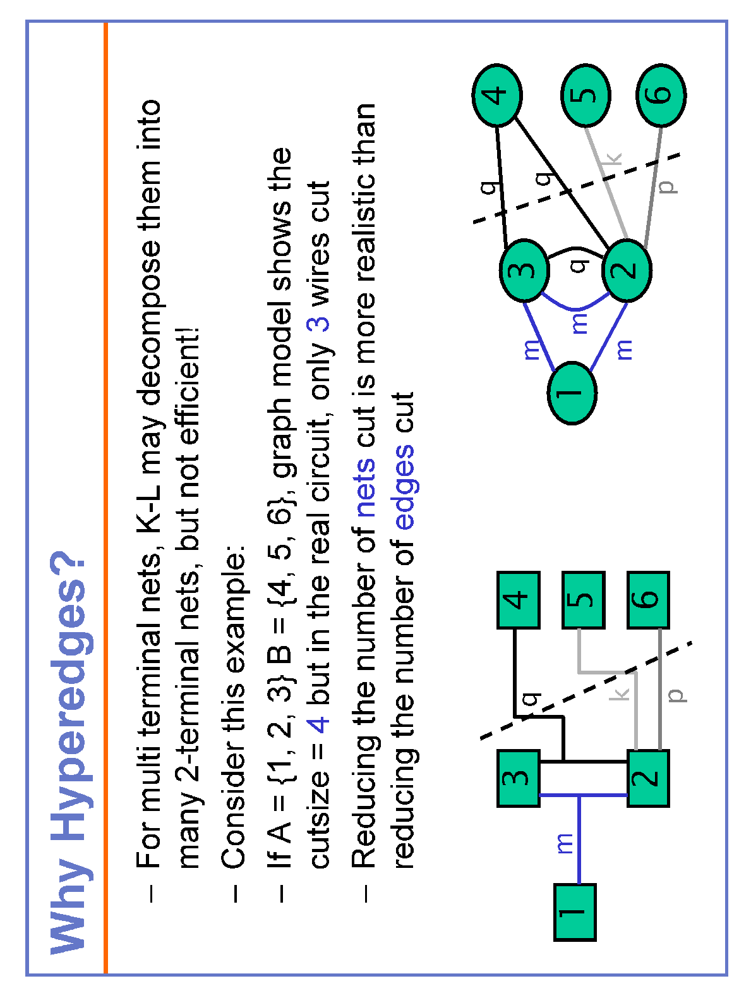 Why Hyperedges?
– For multi terminal nets, K-L may decompose them into
many 2-terminal nets, but not efficient!
– Consider this example:
– If A = {1, 2, 3} B = {4, 5, 6}, graph model shows the
cutsize = 4 but in the real circuit, only 3 wires cut
– Reducing the number of nets cut is more realistic than
reducing the number of edges cut
1
m
3
2
q
k
p
4
5
6
1
m
m
m
3
2
q
q
q
k
p
4
5
6